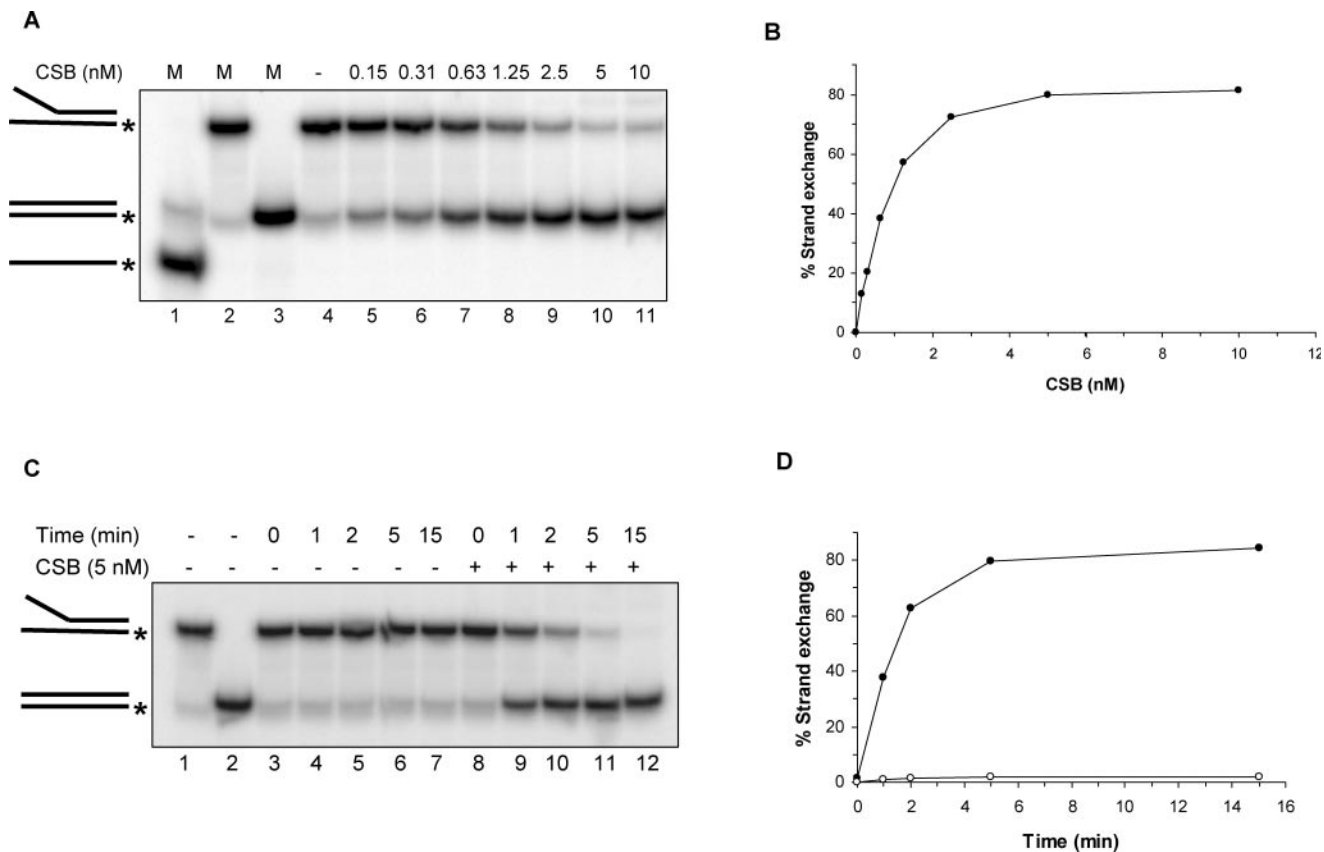 A
CSB (nM) M M M - 0.15 0.31 0.63 1.25 2.5 5 10
*
*
*
1 2 3 4 5 6 7 8 9 10 11
B
% Strand exchange
80
60
40
20
0
0 2 4 6 8 10 12
CSB (nM)
C
Time (min) - - 0 1 2 5 15 0 1 2 5 15
CSB (5 nM) - - - - - - - + + + + +
*
*
1 2 3 4 5 6 7 8 9 10 11 12
D
% Strand exchange
80
60
40
20
0
0 2 4 6 8 10 12 14 16
Time (min)